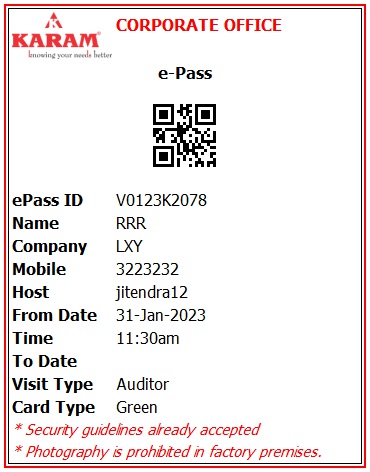 CORPORATE OFFICE
KARAM®
knowing your needs better
e-Pass
ePass ID V0123K2078
Name RRR
Company LXY
Mobile 3223232
Host jitendra12
From Date 31-Jan-2023
Time 11:30am
To Date
Visit Type Auditor
Card Type Green
* Security guidelines already accepted
* Photography is prohibited in factory premises.